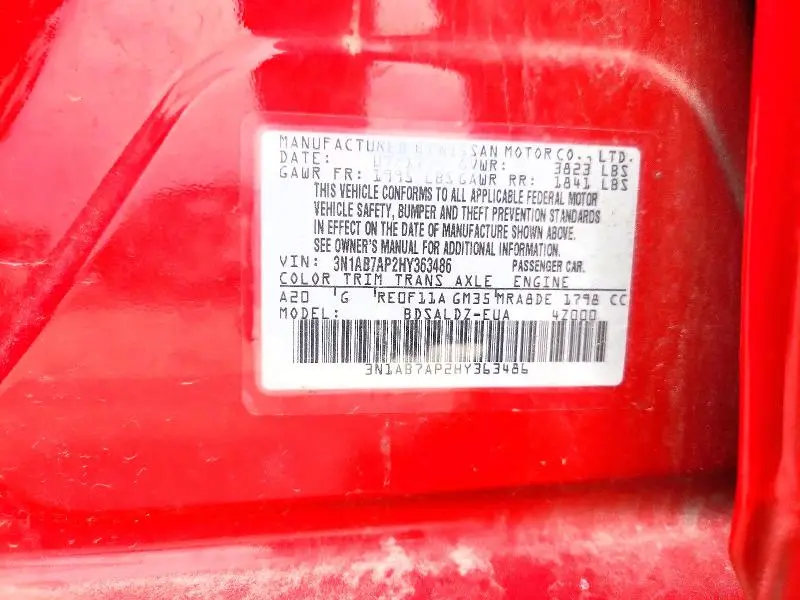 MANUFACTURED BY NISSAN MOTOR CO., LTD.
DATE: GVWR: 3823 LBS
GAWR FR: 1995 LBS GAWR RR: 1841 LBS
THIS VEHICLE CONFORMS TO ALL APPLICABLE FEDERAL MOTOR
VEHICLE SAFETY, BUMPER AND THEFT PREVENTION STANDARDS
IN EFFECT ON THE DATE OF MANUFACTURE SHOWN ABOVE.
SEE OWNER'S MANUAL FOR ADDITIONAL INFORMATION.
VIN: 3N1AB7AP2HY363486 PASSENGER CAR.
COLOR TRIM TRANS AXLE ENGINE
A20 G RE0F11A GM35 MRA8DE 1798 CC
MODEL: BDSALDZ-EUA 4Z000
3N1AB7AP2HY363486